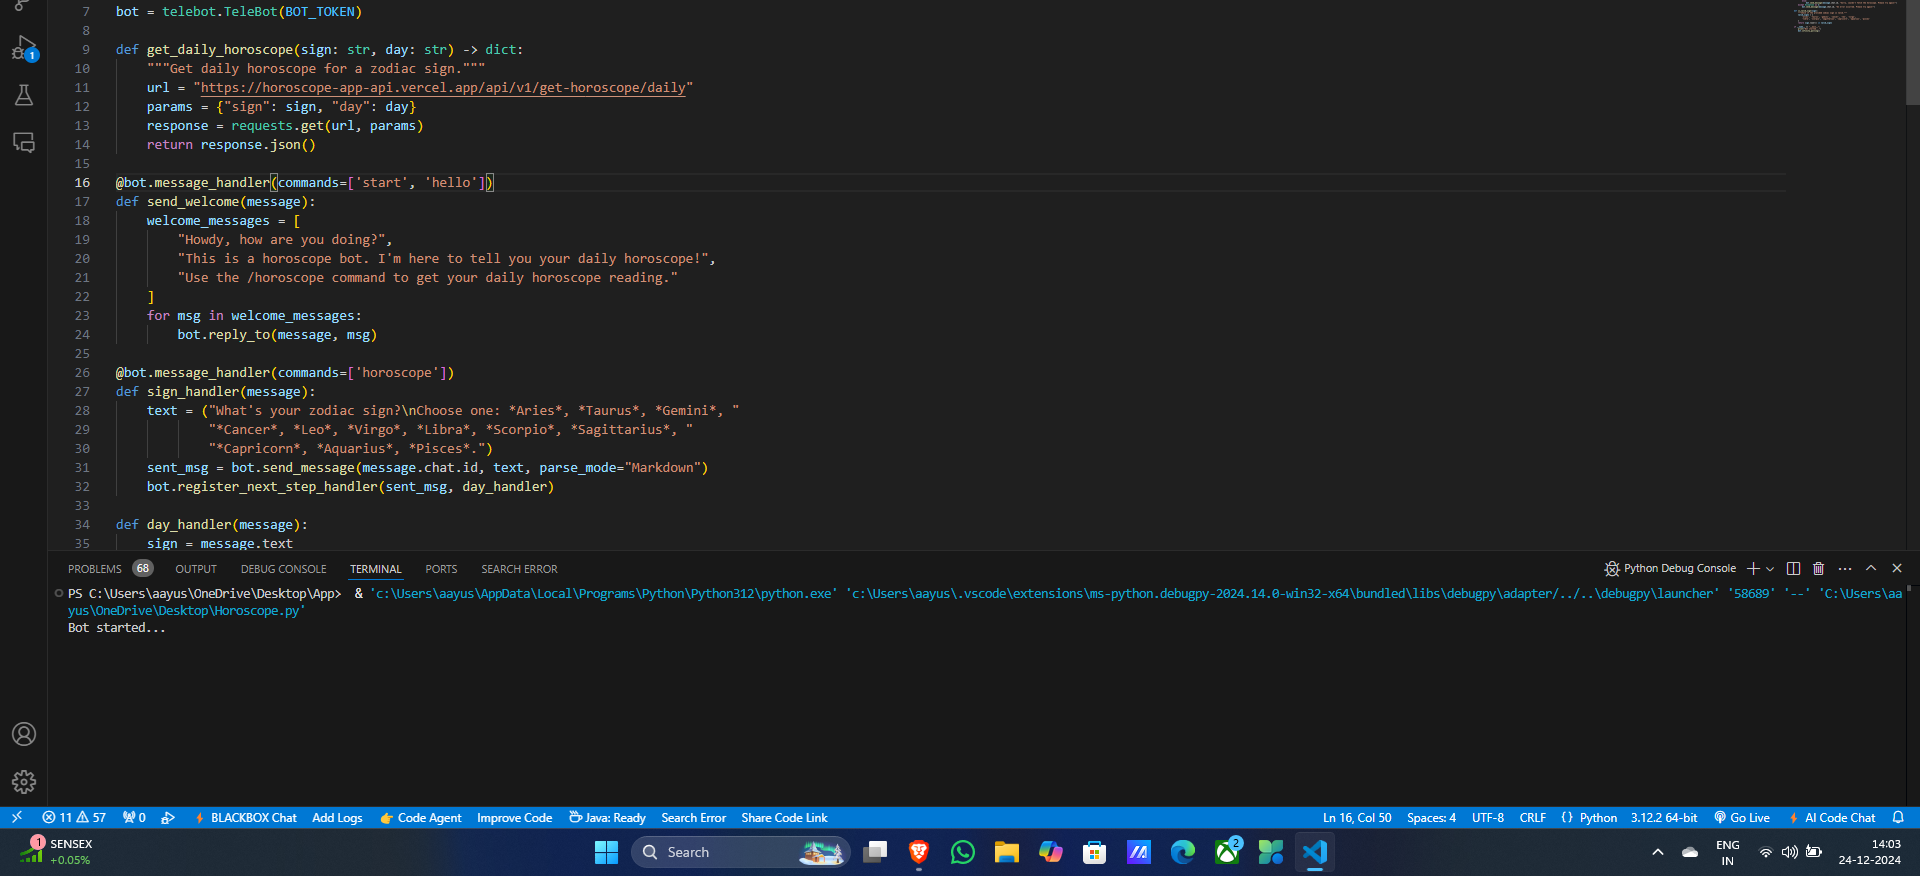 7 bot = telebot.TeleBot(BOT_TOKEN)
8
9 def get_daily_horoscope(sign: str, day: str) -> dict:
10 """Get daily horoscope for a zodiac sign."""
11 url = "https://horoscope-app-api.vercel.app/api/v1/get-horoscope/daily"
12 params = {"sign": sign, "day": day}
13 response = requests.get(url, params)
14 return response.json()
15
16 @bot.message_handler(commands=['start', 'hello'])
17 def send_welcome(message):
18 welcome_messages = [
19 "Howdy, how are you doing?",
20 "This is a horoscope bot. I'm here to tell you your daily horoscope!",
21 "Use the /horoscope command to get your daily horoscope reading."
22 ]
23 for msg in welcome_messages:
24 bot.reply_to(message, msg)
25
26 @bot.message_handler(commands=['horoscope'])
27 def sign_handler(message):
28 text = ("What's your zodiac sign?\nChoose one: *Aries*, *Taurus*, *Gemini*, "
29 "*Cancer*, *Leo*, *Virgo*, *Libra*, *Scorpio*, *Sagittarius*, "
30 "*Capricorn*, *Aquarius*, *Pisces*.")
31 sent_msg = bot.send_message(message.chat.id, text, parse_mode="Markdown")
32 bot.register_next_step_handler(sent_msg, day_handler)
33
34 def day_handler(message):
35 sign = message.text
1
PROBLEMS 68 OUTPUT DEBUG CONSOLE TERMINAL PORTS SEARCH ERROR Python Debug Console
PS C:\Users\aayus\OneDrive\Desktop\App> & 'c:\Users\aayus\AppData\Local\Programs\Python\Python312\python.exe' 'c:\Users\aayus\.vscode\extensions\ms-python.debugpy-2024.14.0-win32-x64\bundled\libs\debugpy\adapter/../..\debugpy\launcher' '58689' '--' 'C:\Users\aa
yus\OneDrive\Desktop\Horoscope.py'
Bot started...
11 57 0 BLACKBOX Chat Add Logs Code Agent Improve Code Java: Ready Search Error Share Code Link Ln 16, Col 50 Spaces: 4 UTF-8 CRLF {} Python 3.12.2 64-bit Go Live AI Code Chat
1 SENSEX
+0.05%
Search
2
ENG
IN
14:03
24-12-2024